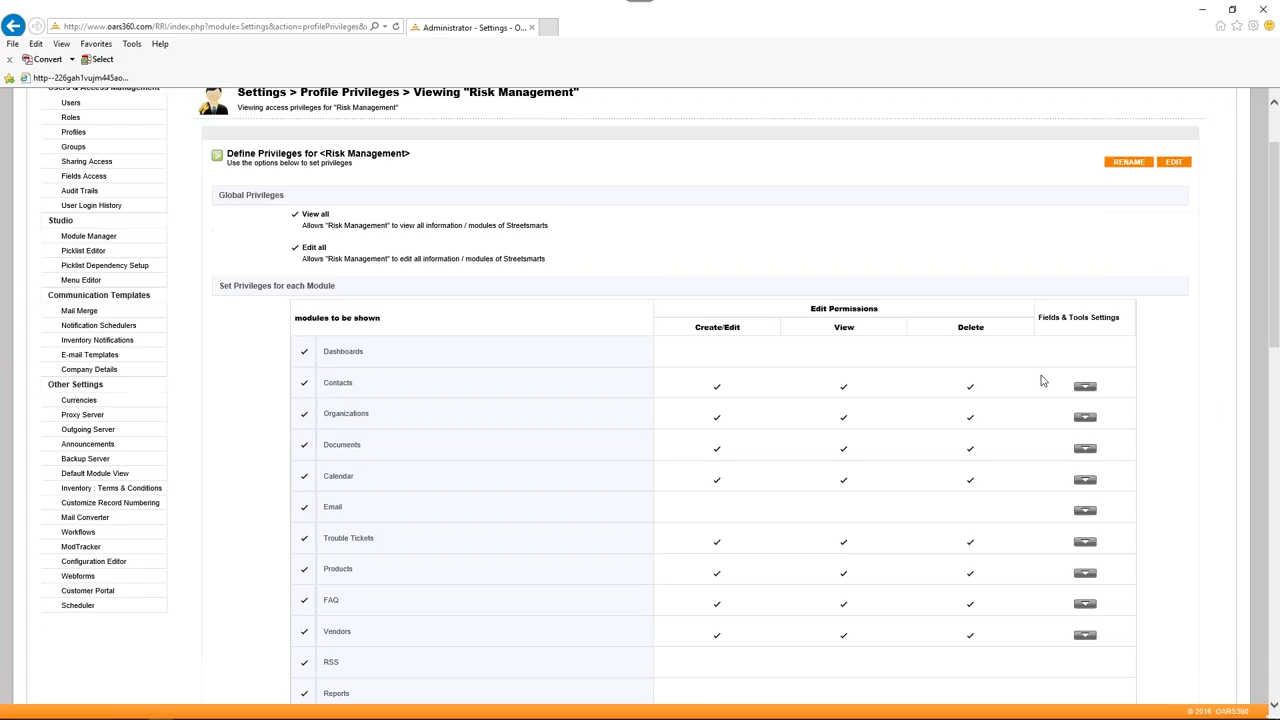 http://www.oars360.com/RRI/index.php?module=Settings&action=profilePrivileges&
Administrator - Settings - O...
File Edit View Favorites Tools Help
Convert Select
http--226gah1vujm445ao...
Users & Access Management
Users
Roles
Profiles
Groups
Sharing Access
Fields Access
Audit Trails
User Login History
Studio
Module Manager
Picklist Editor
Picklist Dependency Setup
Menu Editor
Communication Templates
Mail Merge
Notification Schedulers
Inventory Notifications
E-mail Templates
Company Details
Other Settings
Currencies
Proxy Server
Outgoing Server
Announcements
Backup Server
Default Module View
Inventory : Terms & Conditions
Customize Record Numbering
Mail Converter
Workflows
ModTracker
Configuration Editor
Webforms
Customer Portal
Scheduler
Settings > Profile Privileges > Viewing "Risk Management"
Viewing access privileges for "Risk Management"
Define Privileges for <Risk Management>
Use the options below to set privileges
RENAME EDIT
Global Privileges
View all
Allows "Risk Management" to view all information / modules of Streetsmarts
Edit all
Allows "Risk Management" to edit all information / modules of Streetsmarts
Set Privileges for each Module
modules to be shown
Edit Permissions
Fields & Tools Settings
Create/Edit View Delete
Dashboards
Contacts
Organizations
Documents
Calendar
Email
Trouble Tickets
Products
FAQ
Vendors
RSS
Reports
© 2016 OARS360